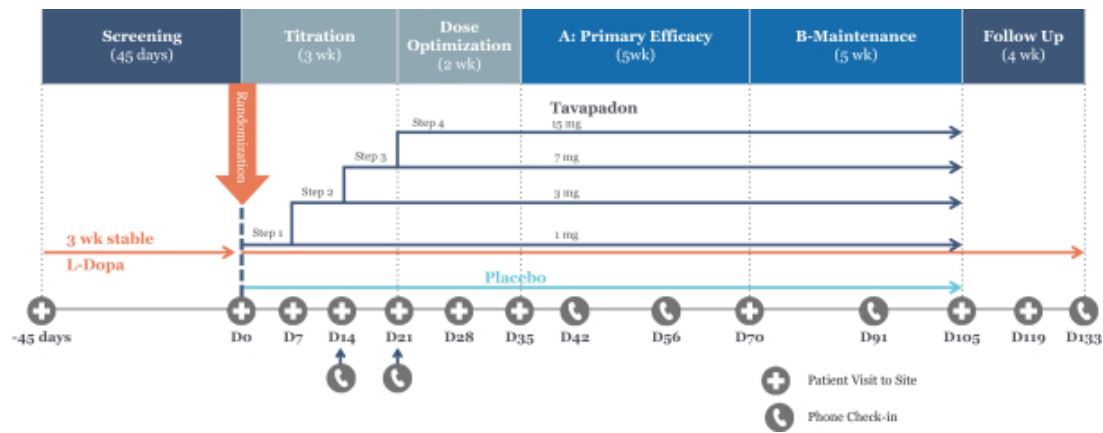 Screening
(45 days)
Titration
(3 wk)
Dose
Optimization
(2 wk)
A: Primary Efficacy
(5wk)
B-Maintenance
(5 wk)
Follow Up
(4 wk)
Randomization
Tavapadon
Step 4
15 mg
Step 3
7 mg
Step 2
3 mg
Step 1
1 mg
3 wk stable
L-Dopa
Placebo
-45 days
D0
D7
D14
D21
D28
D35
D42
D56
D70
D91
D105
D119
D133
Patient Visit to Site
Phone Check-in